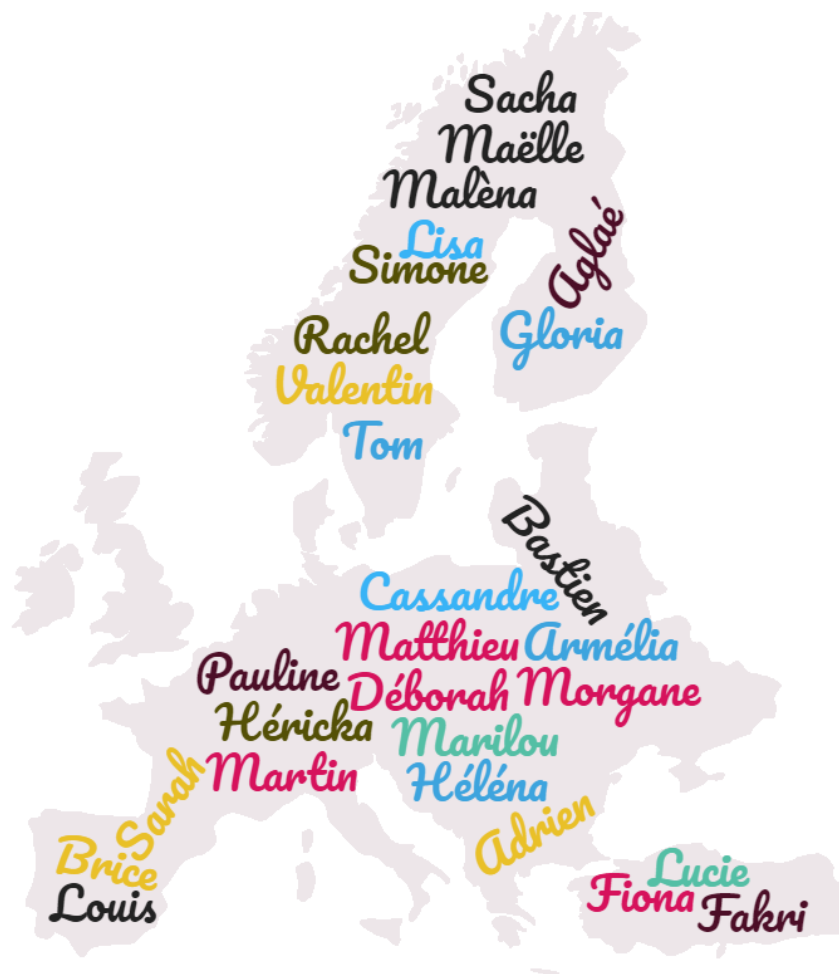 Sacha
Maëlle
Malèna
Aglaé
Lisa
Simone
Gloria
Rachel
Valentin
Tom
Bastien
Cassandre
Matthieu Armélia
Pauline
Déborah Morgane
Héricka
Marilou
Martin
Héléna
Sarah
Adrien
Brice
Lucie
Louis
Fiona
Fakri